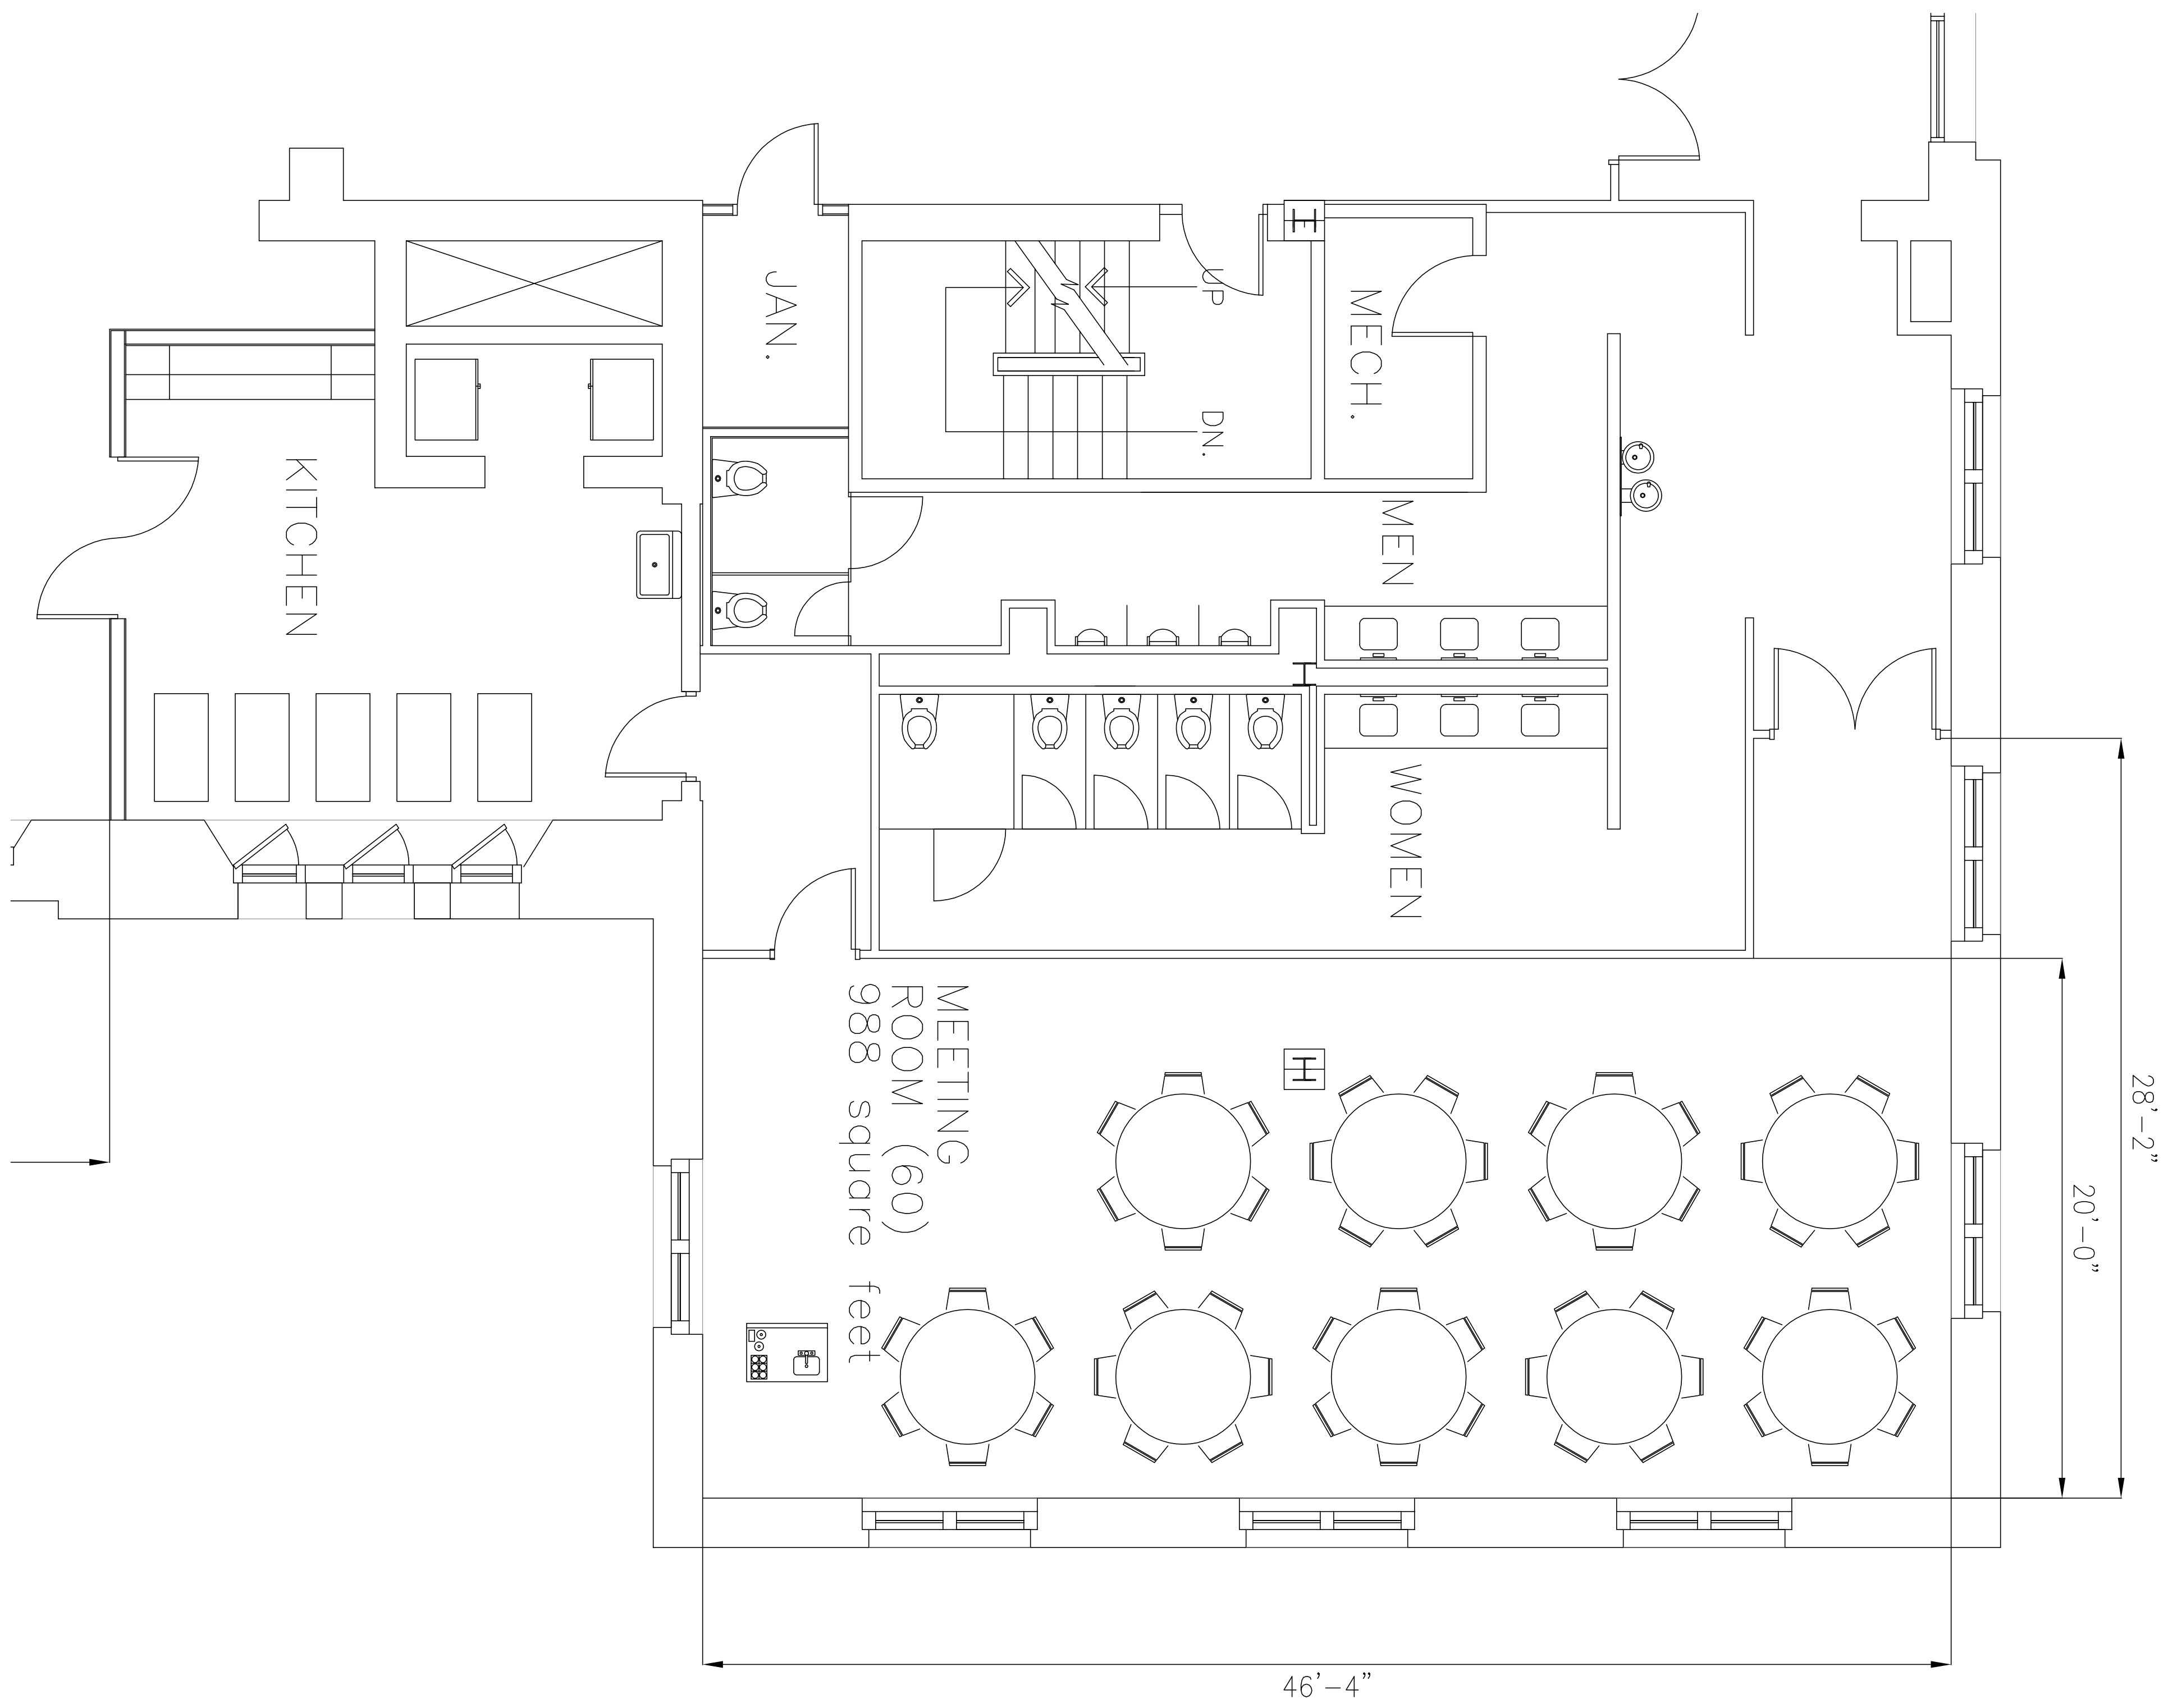 JAN.
UP
DN.
MECH.
KITCHEN
MEN
WOMEN
MEETING
ROOM (60)
988 square feet
28'-2"
20'-0"
46'-4"